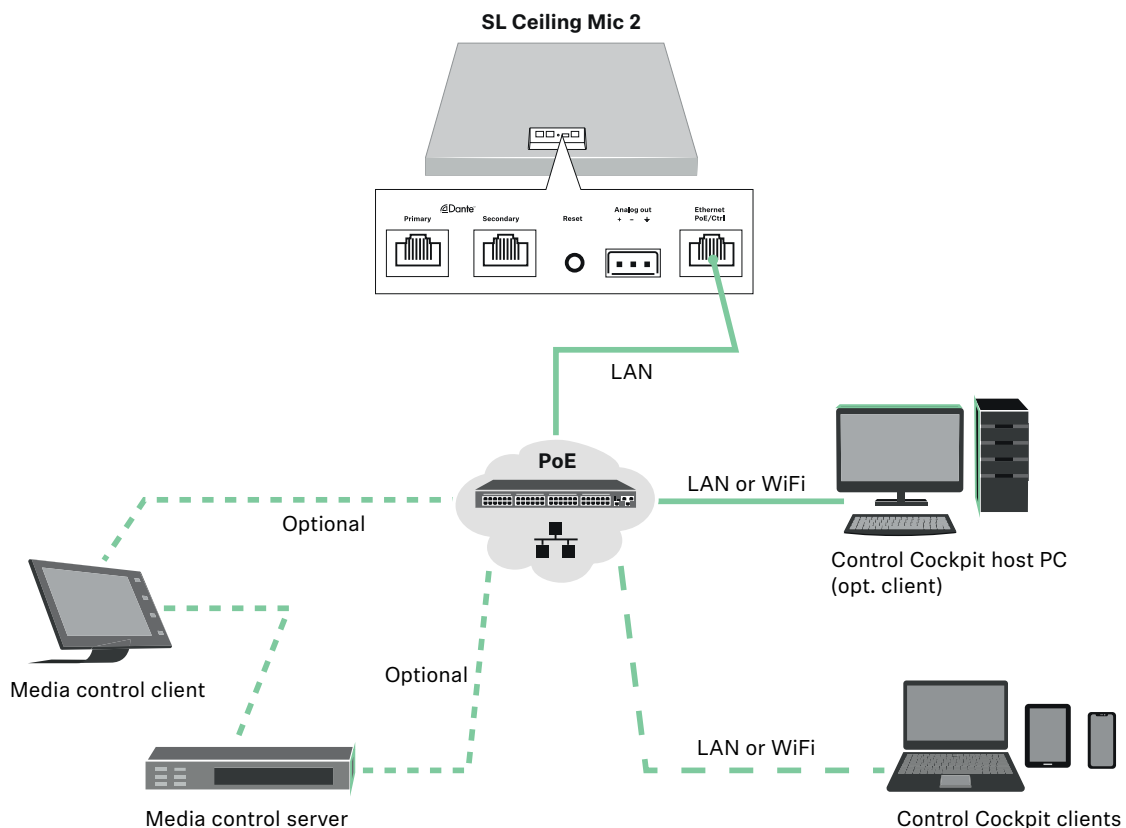 SL Ceiling Mic 2
Dante
Primary
Secondary
Reset
Analog out
+ −
Ethernet
PoE/Ctrl
LAN
PoE
LAN or WiFi
Optional
Control Cockpit host PC
(opt. client)
Media control client
Optional
LAN or WiFi
Media control server
Control Cockpit clients